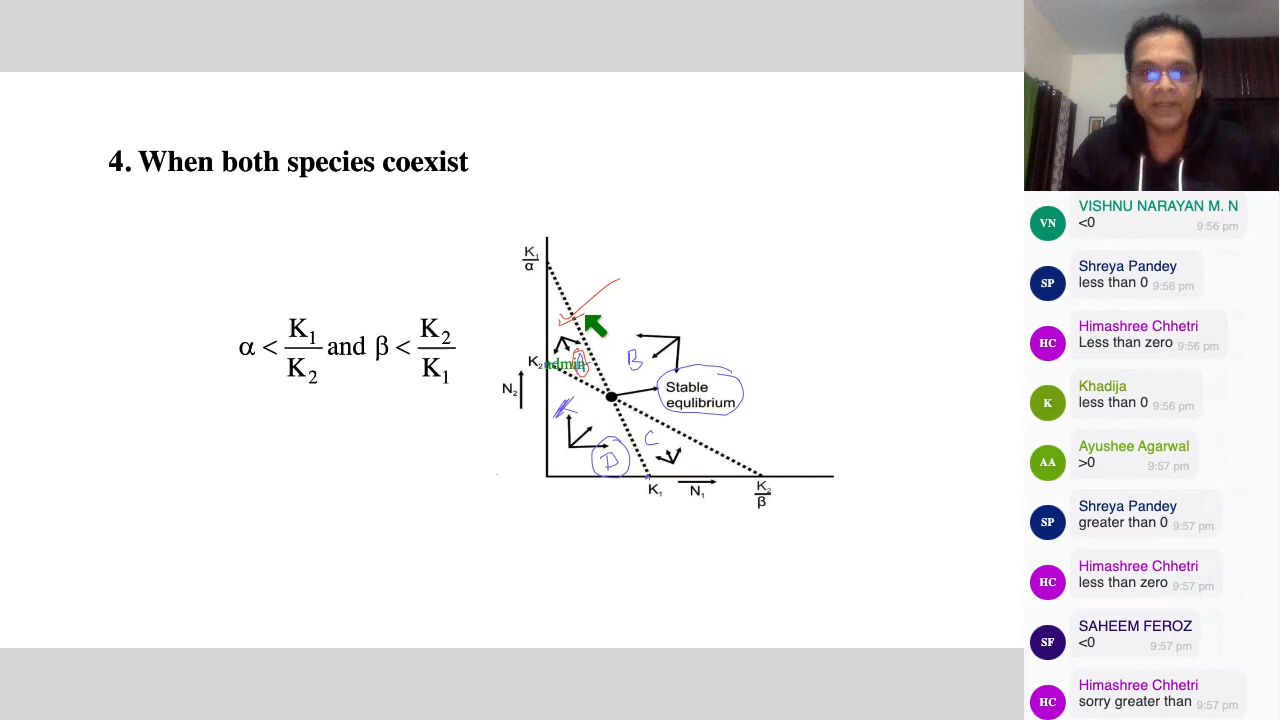 4. When both species coexist
α < K₁/K₂ and β < K₂/K₁
K₁/α
K₂
admin
A
B
Stable
equlibrium
N₂
K
D
C
K₁
N₁
K₂/β
VN
VISHNU NARAYAN M. N
<0
9:56 pm
SP
Shreya Pandey
less than 0 9:56 pm
HC
Himashree Chhetri
Less than zero 9:56 pm
K
Khadija
less than 0 9:56 pm
AA
Ayushee Agarwal
>0
9:57 pm
SP
Shreya Pandey
greater than 0 9:57 pm
HC
Himashree Chhetri
less than zero 9:57 pm
SF
SAHEEM FEROZ
<0
9:57 pm
HC
Himashree Chhetri
sorry greater than 9:57 pm